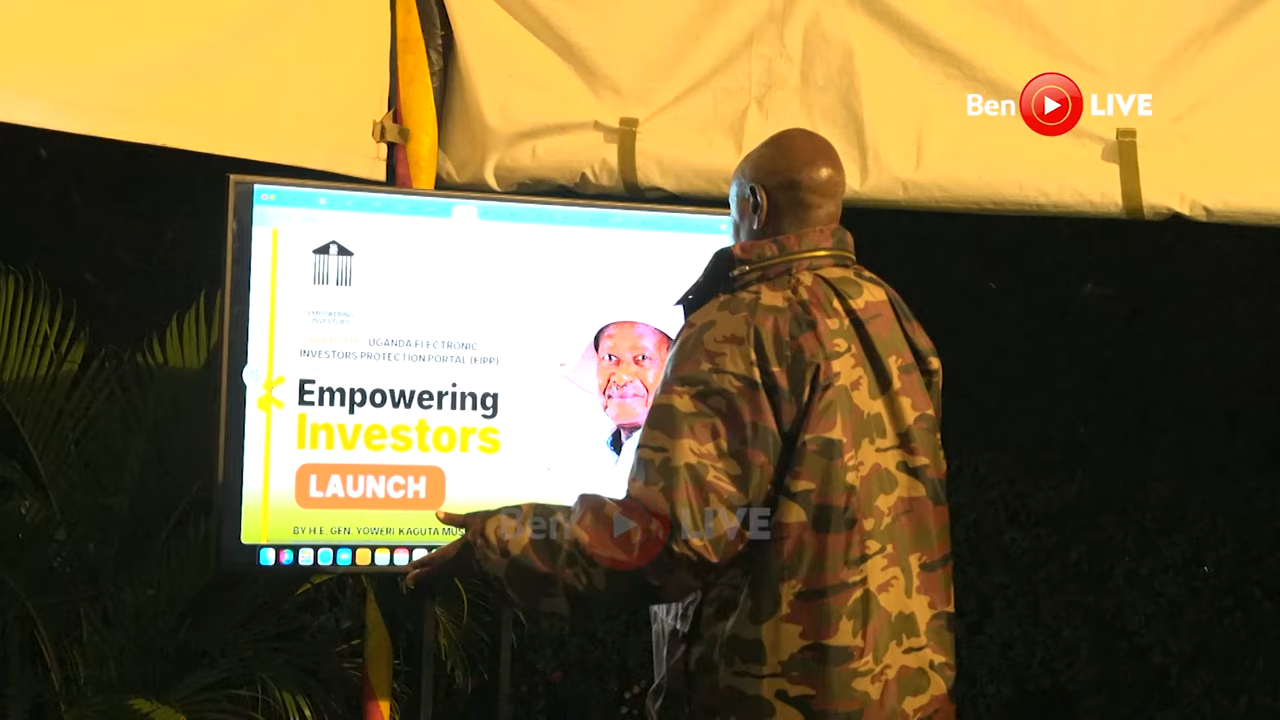 Ben LIVE
EMPOWERING
INVESTORS
UGANDA ELECTRONIC
INVESTORS PROTECTION PORTAL (EIPP)
Empowering
Investors
LAUNCH
BY H.E. GEN. YOWERI KAGUTA MUS
Ben LIVE